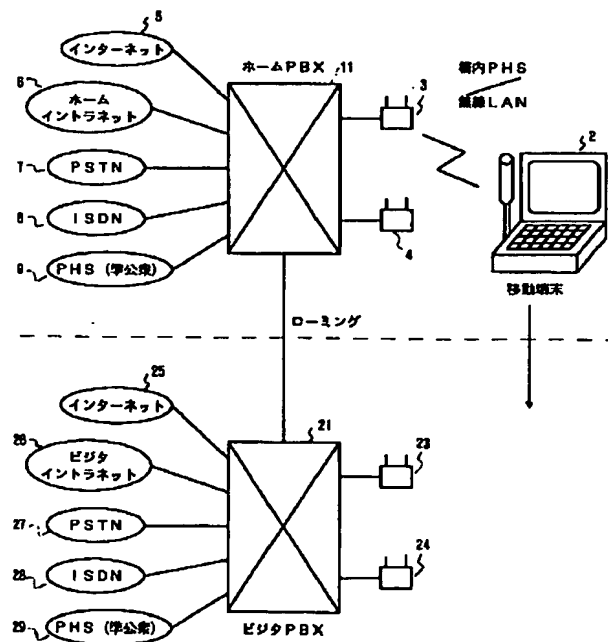 5
インターネット
ホームPBX
11
3
構内PHS
無線LAN
6
ホーム
イントラネット
2
7
PSTN
8
ISDN
4
9
PHS (準公衆)
移動端末
ローミング
25
インターネット
21
26
ビジタ
イントラネット
23
27
PSTN
28
ISDN
24
29
PHS (準公衆)
ビジタPBX